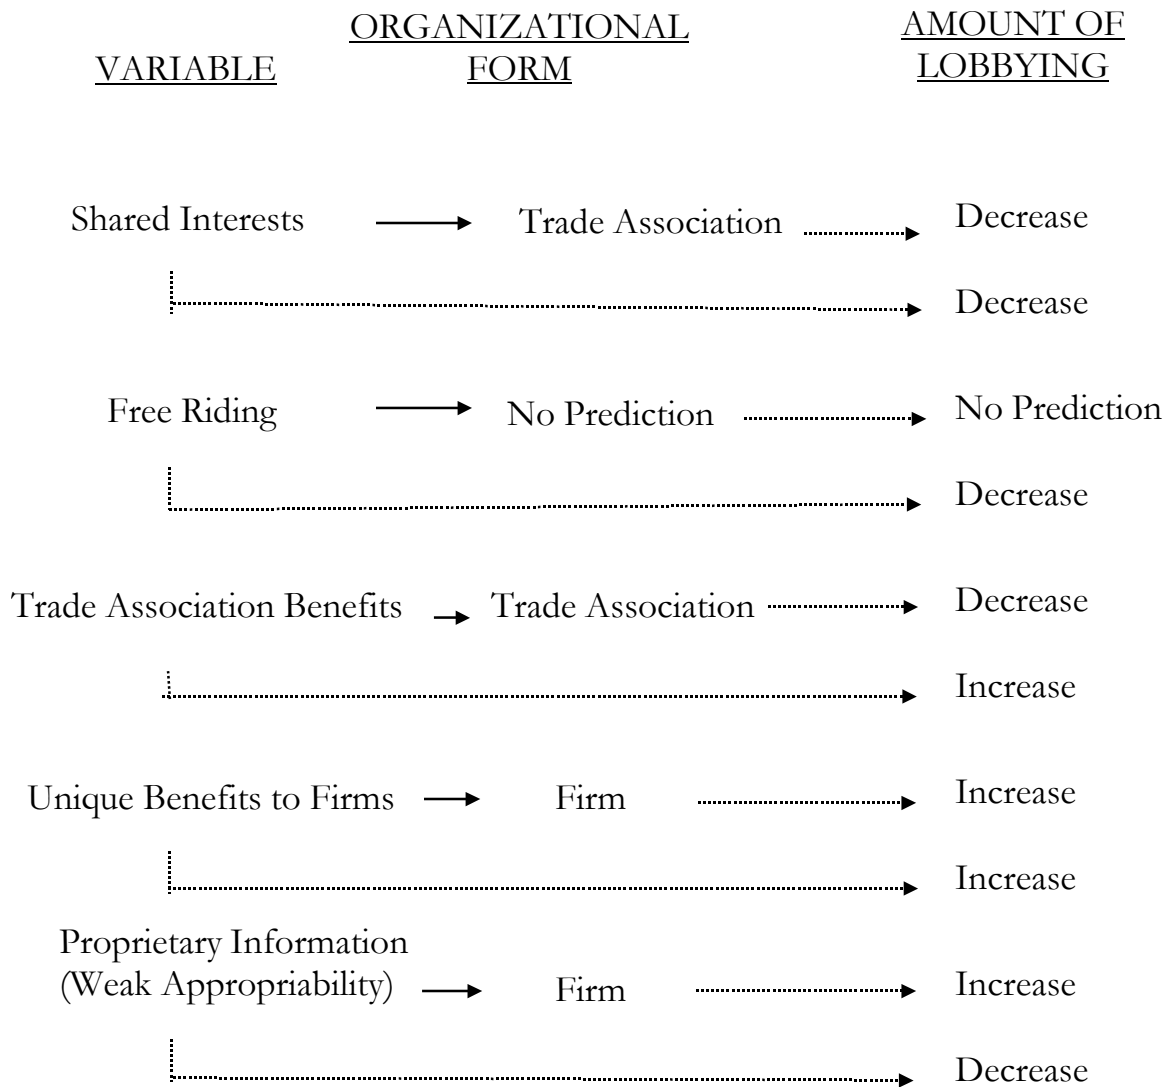 VARIABLE
ORGANIZATIONAL
FORM
AMOUNT OF
LOBBYING
Shared Interests
Trade Association
Decrease
Decrease
Free Riding
No Prediction
No Prediction
Decrease
Trade Association Benefits
Trade Association
Decrease
Increase
Unique Benefits to Firms
Firm
Increase
Increase
Proprietary Information
(Weak Appropriability)
Firm
Increase
Decrease